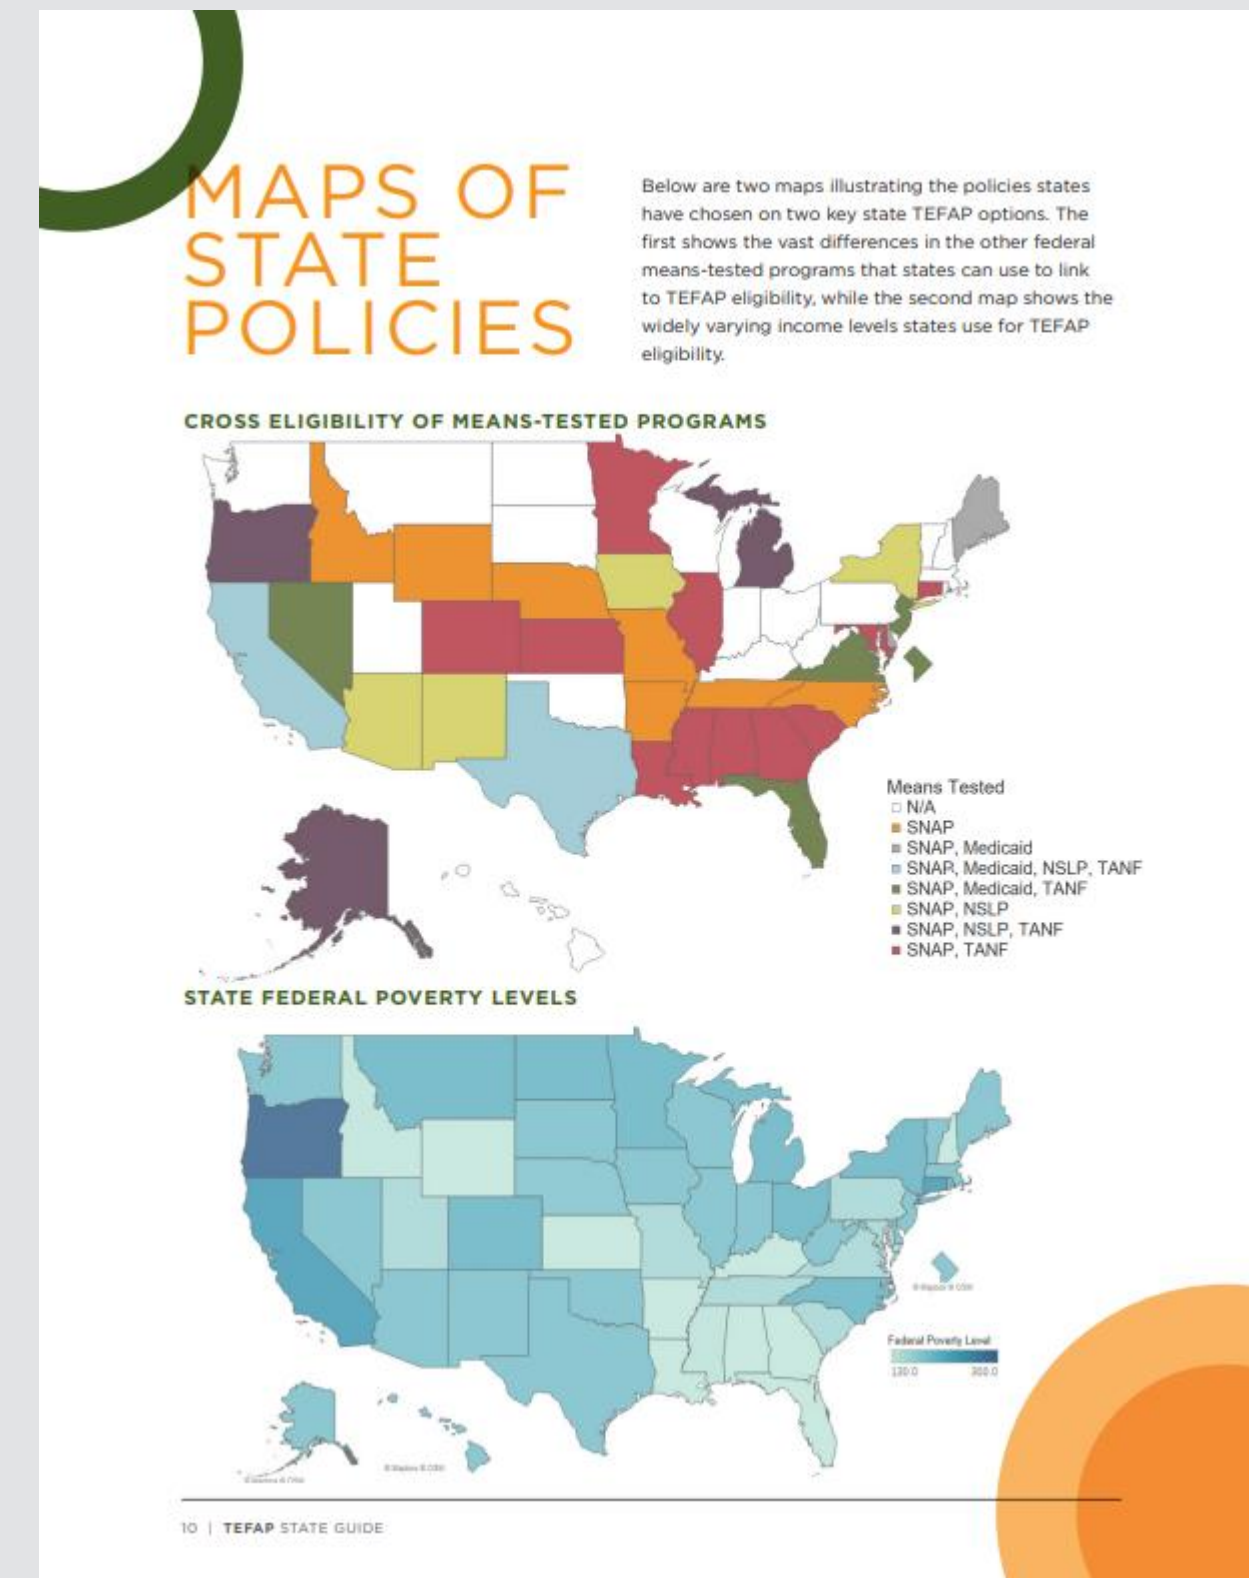 MAPS OF
STATE
POLICIES
Below are two maps illustrating the policies states
have chosen on two key state TEFAP options. The
first shows the vast differences in the other federal
means-tested programs that states can use to link
to TEFAP eligibility, while the second map shows the
widely varying income levels states use for TEFAP
eligibility.
CROSS ELIGIBILITY OF MEANS-TESTED PROGRAMS
Means Tested
N/A
SNAP
SNAP, Medicaid
SNAP, Medicaid, NSLP, TANF
SNAP, Medicaid, TANF
SNAP, NSLP
SNAP, NSLP, TANF
SNAP, TANF
STATE FEDERAL POVERTY LEVELS
Federal Poverty Level
300.0
10 | TEFAP STATE GUIDE